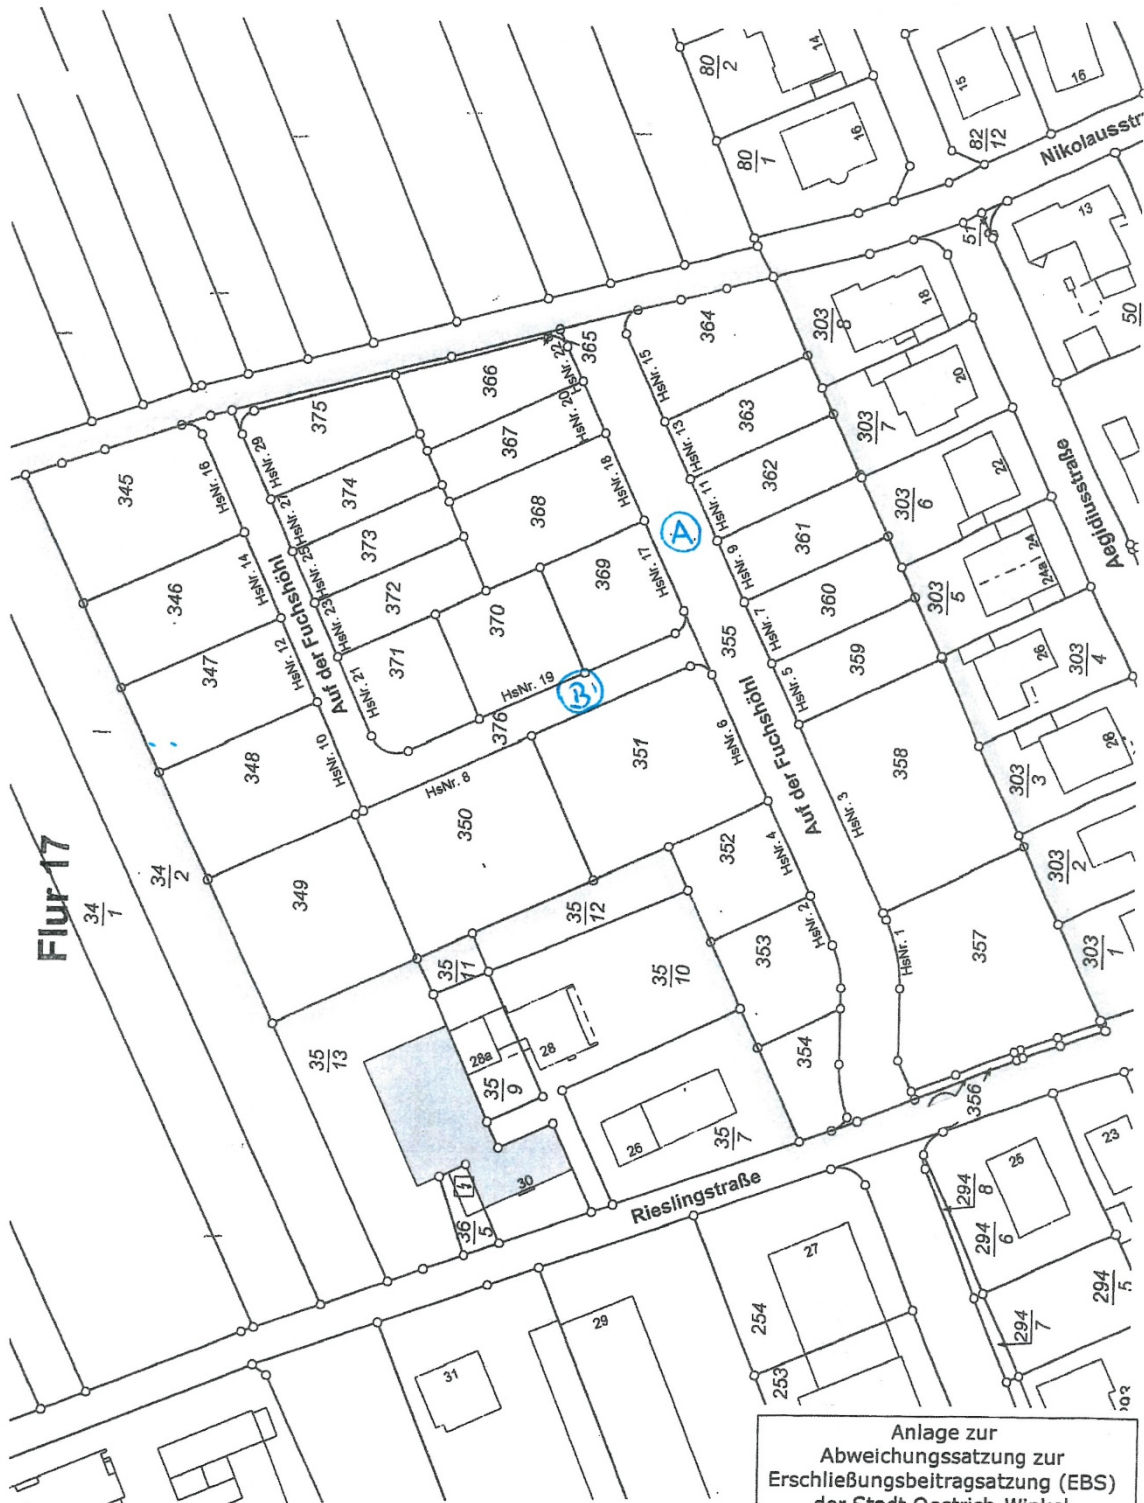 Flur 17
34
1
34
2
345
346
347
348
349
350
351
352
353
354
355
356
357
358
359
360
361
362
363
364
365
366
367
368
369
370
371
372
373
374
375
376
HsNr. 16
HsNr. 14
HsNr. 12
HsNr. 10
HsNr. 8
HsNr. 6
HsNr. 4
HsNr. 2
HsNr. 1
HsNr. 3
HsNr. 5
HsNr. 7
HsNr. 9
HsNr. 11
HsNr. 13
HsNr. 15
HsNr. 17
HsNr. 18
HsNr. 19
HsNr. 20
HsNr. 21
HsNr. 23
HsNr. 25
HsNr. 27
HsNr. 29
Auf der Fuchshöhl
Auf der Fuchshöhl
A
B
35
13
35
12
35
11
35
10
35
9
35
7
36
5
28a
28
26
30
Rieslingstraße
Aegidiusstraße
Nikolausstr
80
2
80
1
82
12
14
16
15
16
13
51
50
303
8
303
7
303
6
303
5
303
4
303
3
303
2
303
1
18
20
22
24
24a
26
28
294
8
294
6
294
5
294
7
293
25
23
27
29
31
254
253
Anlage zur
Abweichungssatzung zur
Erschließungsbeitragsatzung (EBS)
der Stadt Oestrich-Winkel